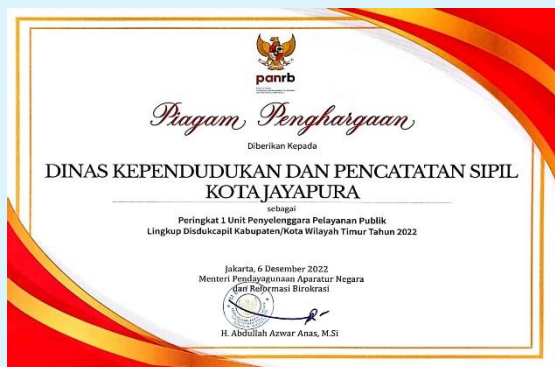 panrb
Piagam Penghargaan
Diberikan Kepada
DINAS KEPENDUDUKAN DAN PENCATATAN SIPIL
KOTA JAYAPURA
sebagai
Peringkat 1 Unit Penyelenggara Pelayanan Publik
Lingkup Disdukcapil Kabupaten/Kota Wilayah Timur Tahun 2022
Jakarta, 6 Desember 2022
Menteri Pendayagunaan Aparatur Negara
dan Reformasi Birokrasi
H. Abdullah Azwar Anas, M.Si